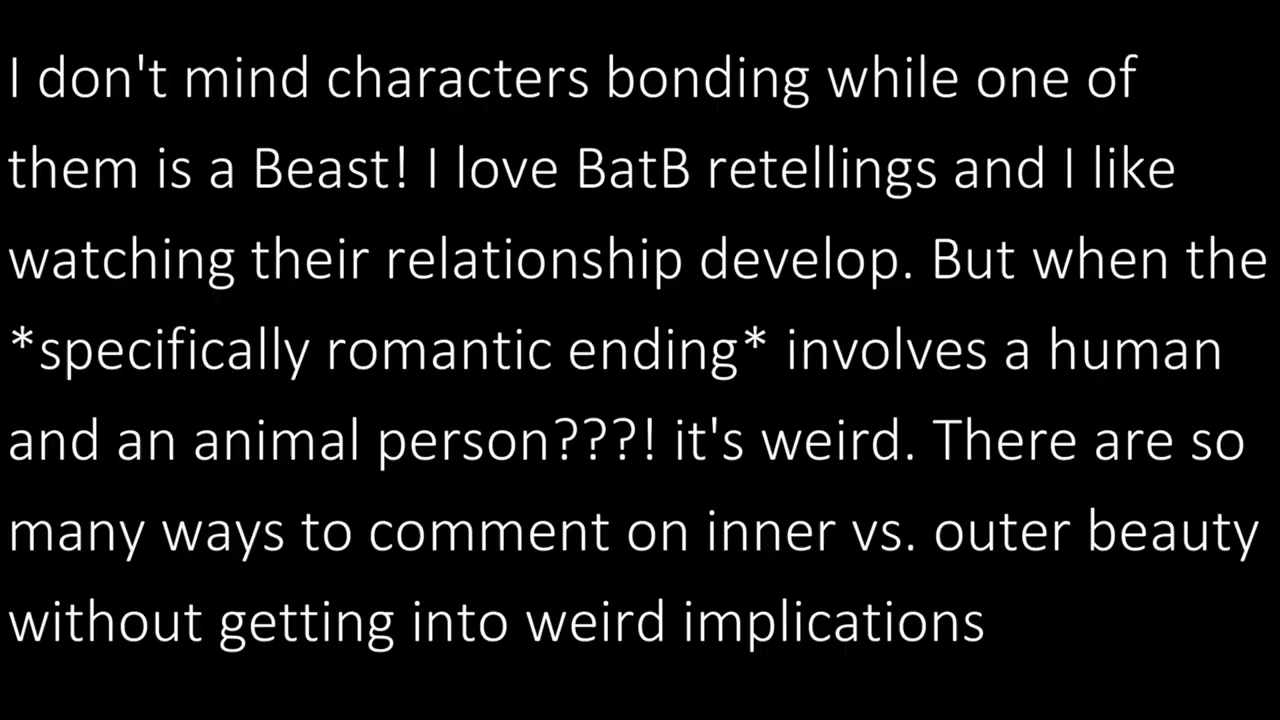 I don't mind characters bonding while one of
them is a Beast! I love BatB retellings and I like
watching their relationship develop. But when the
*specifically romantic ending* involves a human
and an animal person???! it's weird. There are so
many ways to comment on inner vs. outer beauty
without getting into weird implications